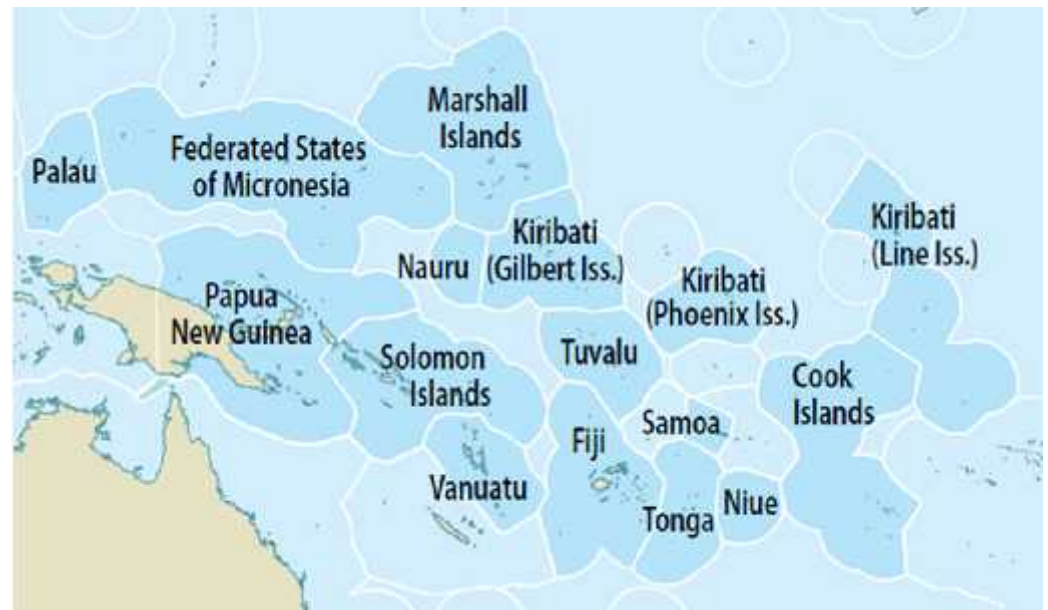 Marshall
Islands
Federated States
of Micronesia
Palau
Kiribati
(Line Iss.)
Kiribati
(Gilbert Iss.)
Nauru
Kiribati
(Phoenix Iss.)
Papua
New Guinea
Solomon
Islands
Tuvalu
Cook
Islands
Samoa
Fiji
Vanuatu
Tonga
Niue